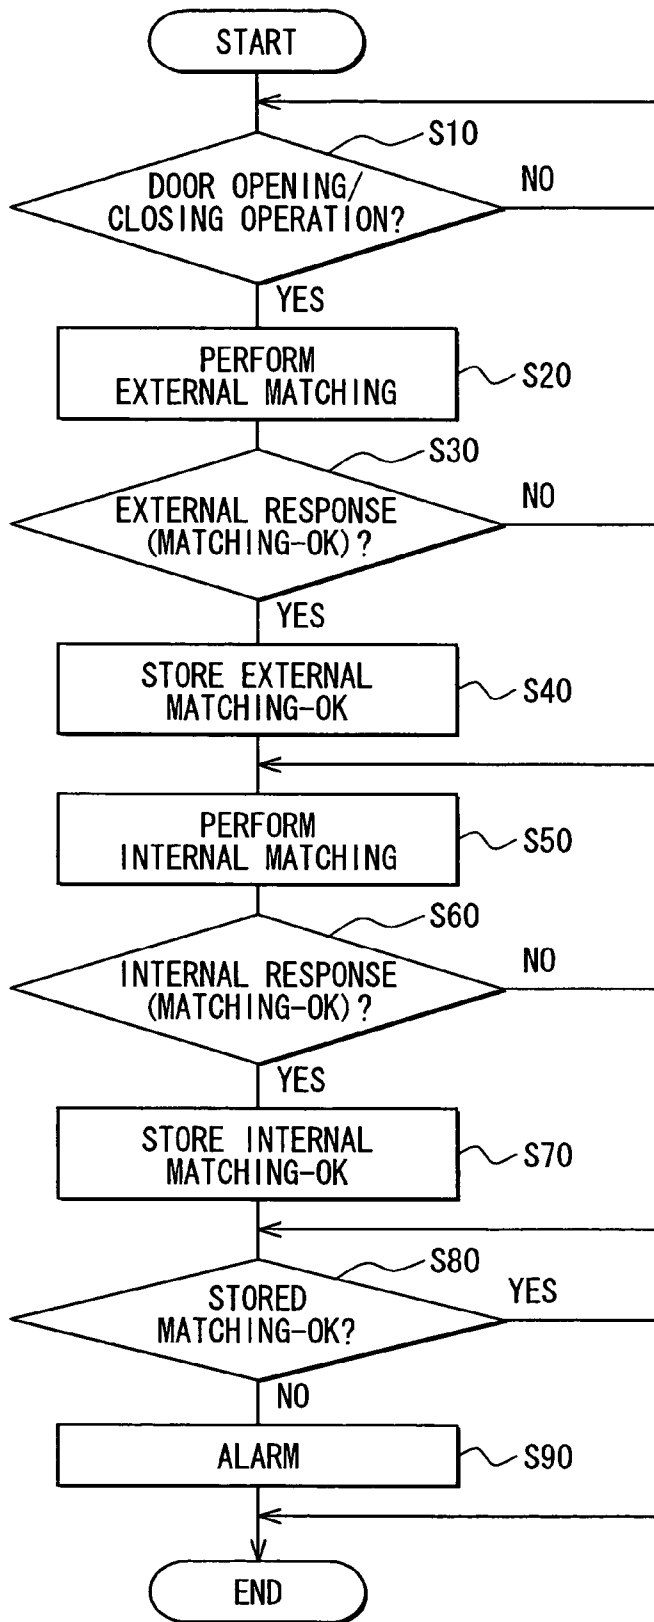 START
S10
DOOR OPENING/
CLOSING OPERATION?
NO
YES
PERFORM
EXTERNAL MATCHING
S20
S30
EXTERNAL RESPONSE
(MATCHING-OK)?
NO
YES
STORE EXTERNAL
MATCHING-OK
S40
PERFORM
INTERNAL MATCHING
S50
S60
INTERNAL RESPONSE
(MATCHING-OK)?
NO
YES
STORE INTERNAL
MATCHING-OK
S70
S80
STORED
MATCHING-OK?
YES
NO
ALARM
S90
END